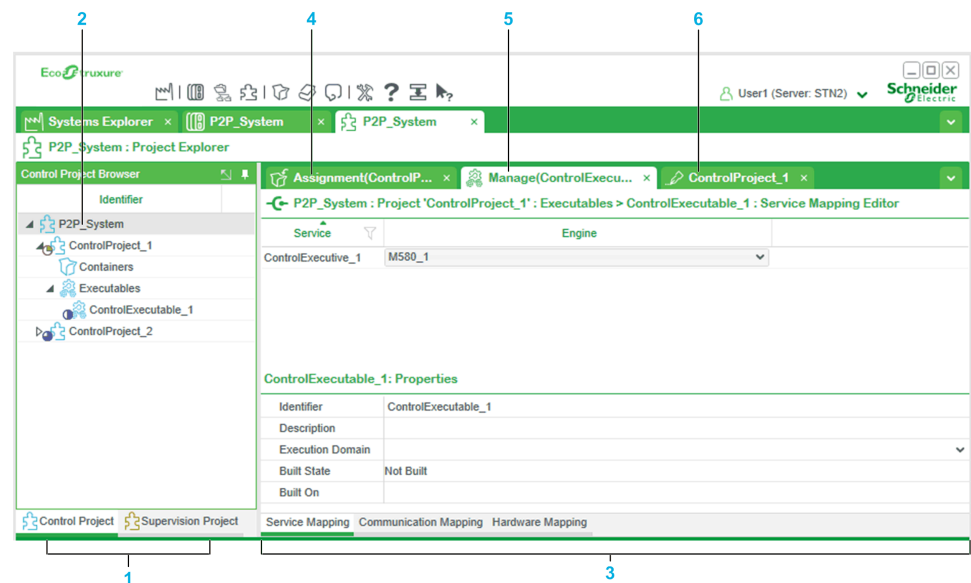 2 4 5 6
EcoStruxure
User1 (Server: STN2)
Schneider
Electric
Systems Explorer × P2P_System × P2P_System ×
P2P_System : Project Explorer
Control Project Browser
Assignment(ControlP... × Manage(ControlExecu... × ControlProject_1 ×
Identifier
P2P_System : Project 'ControlProject_1' : Executables > ControlExecutable_1 : Service Mapping Editor
P2P_System
Service Engine
ControlProject_1
ControlExecutive_1 M580_1
Containers
Executables
ControlExecutable_1
ControlProject_2
ControlExecutable_1: Properties
Identifier ControlExecutable_1
Description
Execution Domain
Built State Not Built
Built On
Control Project Supervision Project
Service Mapping Communication Mapping Hardware Mapping
1 3